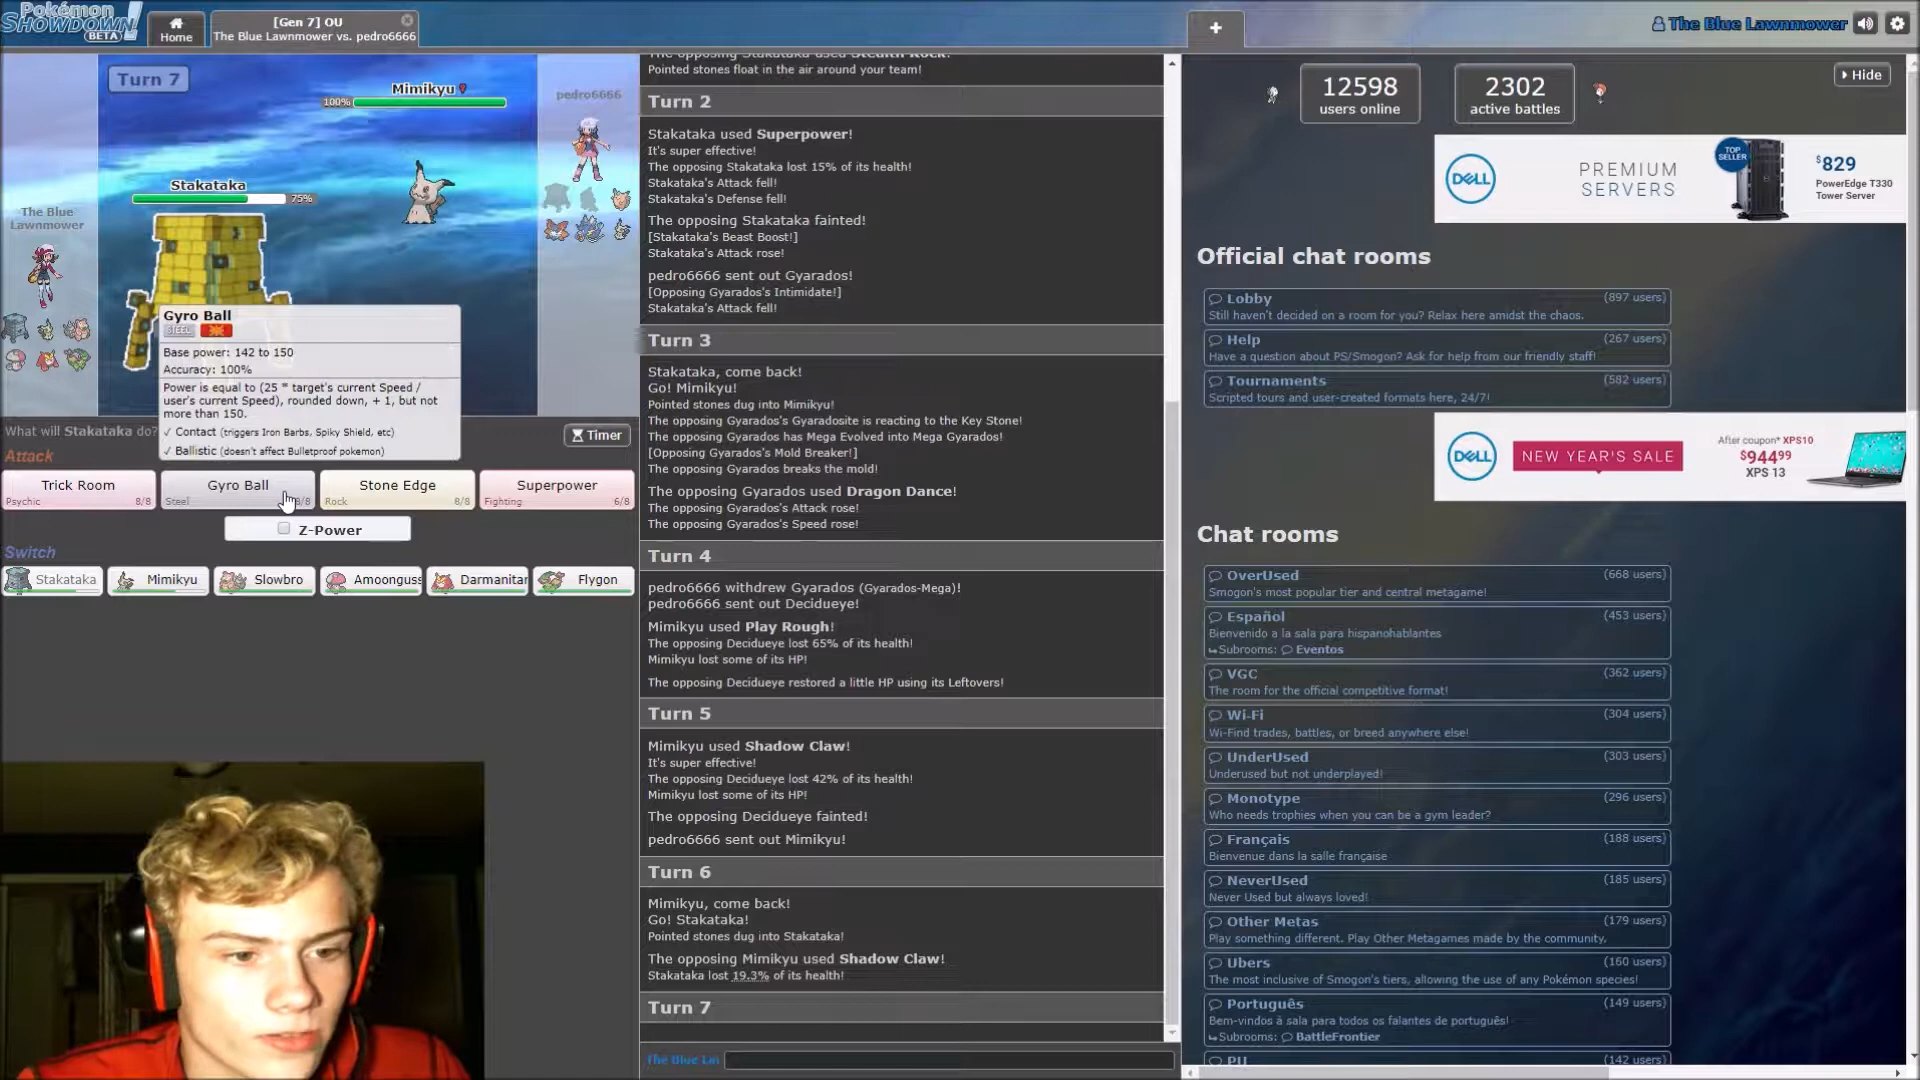 Pokémon
SHOWDOWN!
BETA
Home
[Gen 7] OU
The Blue Lawnmower vs. pedro6666
+
The Blue Lawnmower
Turn 7
Mimikyu
100%
Stakataka
75%
The Blue
Lawnmower
pedro6666
Gyro Ball
STEEL
Base power: 142 to 150
Accuracy: 100%
Power is equal to (25 * target's current Speed /
user's current Speed), rounded down, + 1, but not
more than 150.
✓ Contact (triggers Iron Barbs, Spiky Shield, etc)
✓ Ballistic (doesn't affect Bulletproof pokemon)
What will Stakataka do?
Timer
Attack
Trick Room
Psychic 8/8
Gyro Ball
Steel 8/8
Stone Edge
Rock 8/8
Superpower
Fighting 6/8
Z-Power
Switch
Stakataka
Mimikyu
Slowbro
Amoonguss
Darmanitan
Flygon
Pointed stones float in the air around your team!
Turn 2
Stakataka used Superpower!
It's super effective!
The opposing Stakataka lost 15% of its health!
Stakataka's Attack fell!
Stakataka's Defense fell!
The opposing Stakataka fainted!
[Stakataka's Beast Boost!]
Stakataka's Attack rose!
pedro6666 sent out Gyarados!
[Opposing Gyarados's Intimidate!]
Stakataka's Attack fell!
Turn 3
Stakataka, come back!
Go! Mimikyu!
Pointed stones dug into Mimikyu!
The opposing Gyarados's Gyaradosite is reacting to the Key Stone!
The opposing Gyarados has Mega Evolved into Mega Gyarados!
[Opposing Gyarados's Mold Breaker!]
The opposing Gyarados breaks the mold!
The opposing Gyarados used Dragon Dance!
The opposing Gyarados's Attack rose!
The opposing Gyarados's Speed rose!
Turn 4
pedro6666 withdrew Gyarados (Gyarados-Mega)!
pedro6666 sent out Decidueye!
Mimikyu used Play Rough!
The opposing Decidueye lost 65% of its health!
Mimikyu lost some of its HP!
The opposing Decidueye restored a little HP using its Leftovers!
Turn 5
Mimikyu used Shadow Claw!
It's super effective!
The opposing Decidueye lost 42% of its health!
Mimikyu lost some of its HP!
The opposing Decidueye fainted!
pedro6666 sent out Mimikyu!
Turn 6
Mimikyu, come back!
Go! Stakataka!
Pointed stones dug into Stakataka!
The opposing Mimikyu used Shadow Claw!
Stakataka lost 19.3% of its health!
Turn 7
The Blue La
12598
users online
2302
active battles
Hide
DELL
PREMIUM
SERVERS
TOP
SELLER
$829
PowerEdge T330
Tower Server
Official chat rooms
Lobby (897 users)
Still haven't decided on a room for you? Relax here amidst the chaos.
Help (267 users)
Have a question about PS/Smogon? Ask for help from our friendly staff!
Tournaments (582 users)
Scripted tours and user-created formats here, 24/7!
DELL
NEW YEAR'S SALE
After coupon* XPS10
$944.99
XPS 13
Chat rooms
OverUsed (668 users)
Smogon's most popular tier and central metagame!
Español (453 users)
Bienvenido a la sala para hispanohablantes
Subrooms: Eventos
VGC (362 users)
The room for the official competitive format!
Wi-Fi (304 users)
Wi-Find trades, battles, or breed anywhere else!
UnderUsed (303 users)
Underused but not underplayed!
Monotype (296 users)
Who needs trophies when you can be a gym leader?
Français (188 users)
Bienvenue dans la salle française
NeverUsed (185 users)
Never Used but always loved!
Other Metas (179 users)
Play something different. Play Other Metagames made by the community.
Ubers (160 users)
The most inclusive of Smogon's tiers, allowing the use of any Pokémon species!
Português (149 users)
Bem-vindos à sala para todos os falantes de português!
Subrooms: BattleFrontier
PU (142 users)